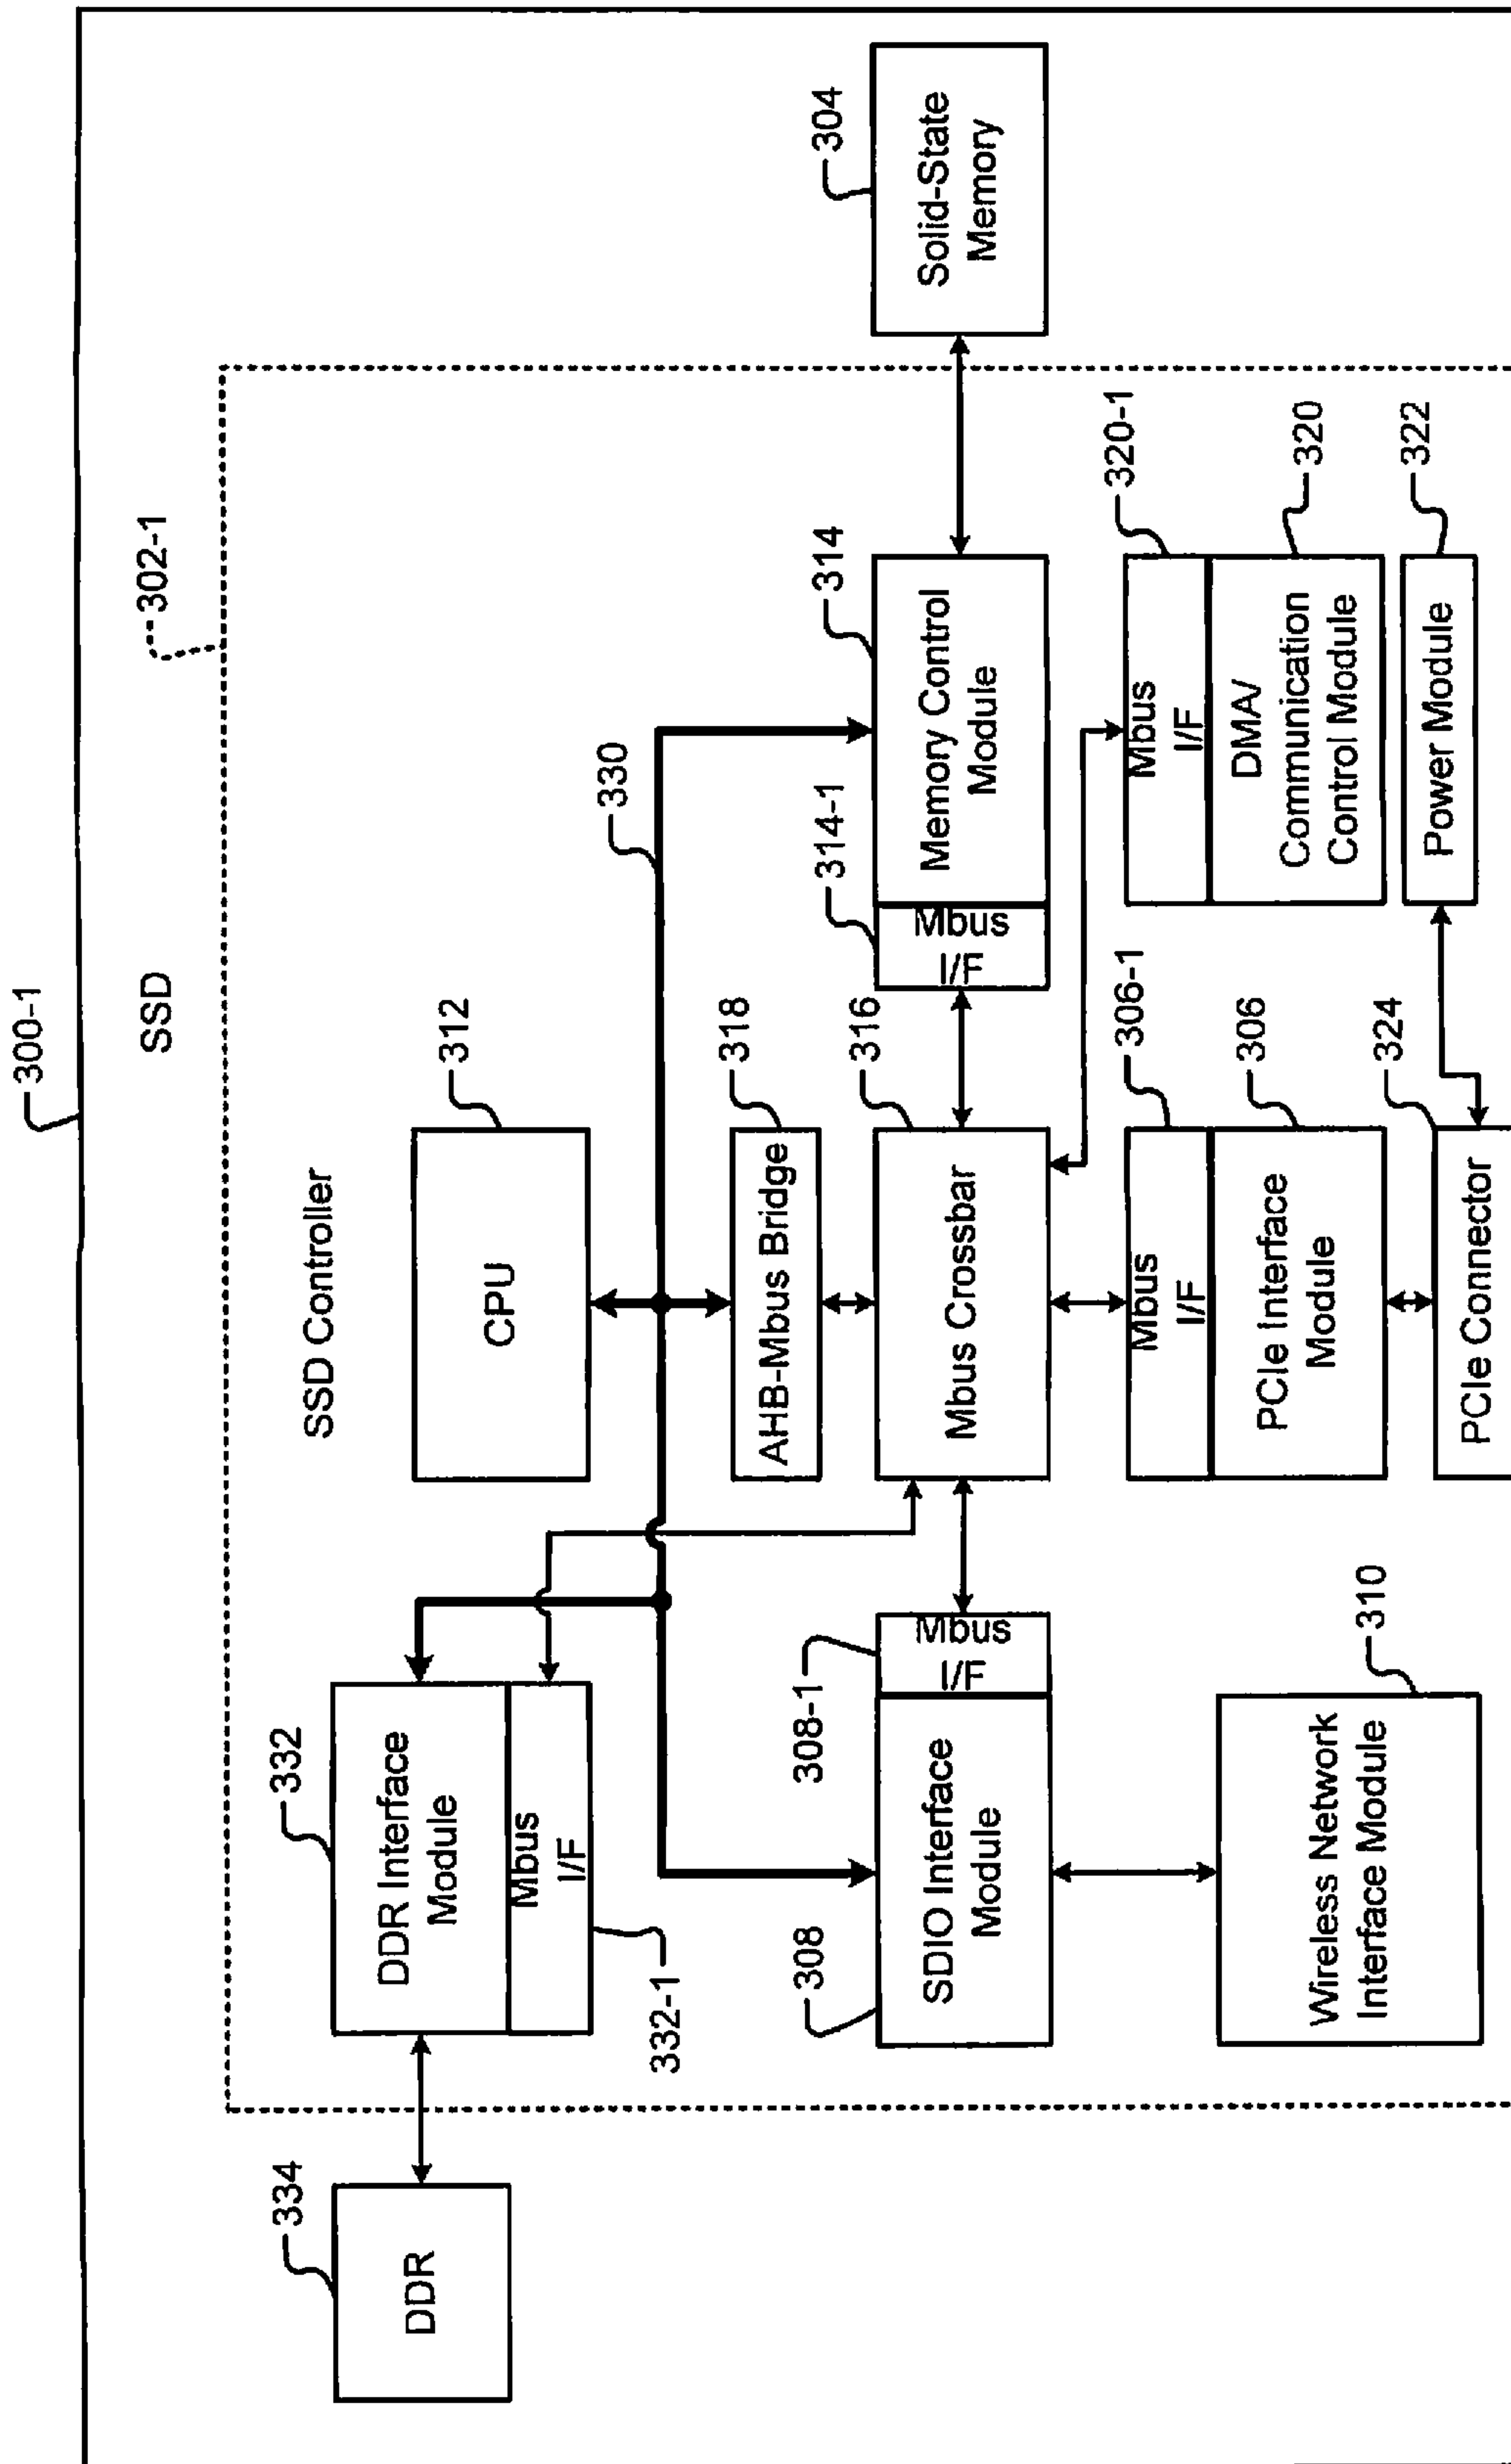 300-1
SSD
302-1
SSD Controller
334
DDR
332
DDR Interface
Module
Mbus
I/F
332-1
312
CPU
330
318
AHB-Mbus Bridge
304
Solid-State
Memory
308
SDIO Interface
Module
308-1
Mbus
I/F
316
Mbus Crossbar
314-1
Mbus
I/F
314
Memory Control
Module
310
Wireless Network
Interface Module
306-1
Mbus
I/F
306
PCIe Interface
Module
324
PCIe Connector
320-1
Mbus
I/F
320
DMA/
Communication
Control Module
322
Power Module